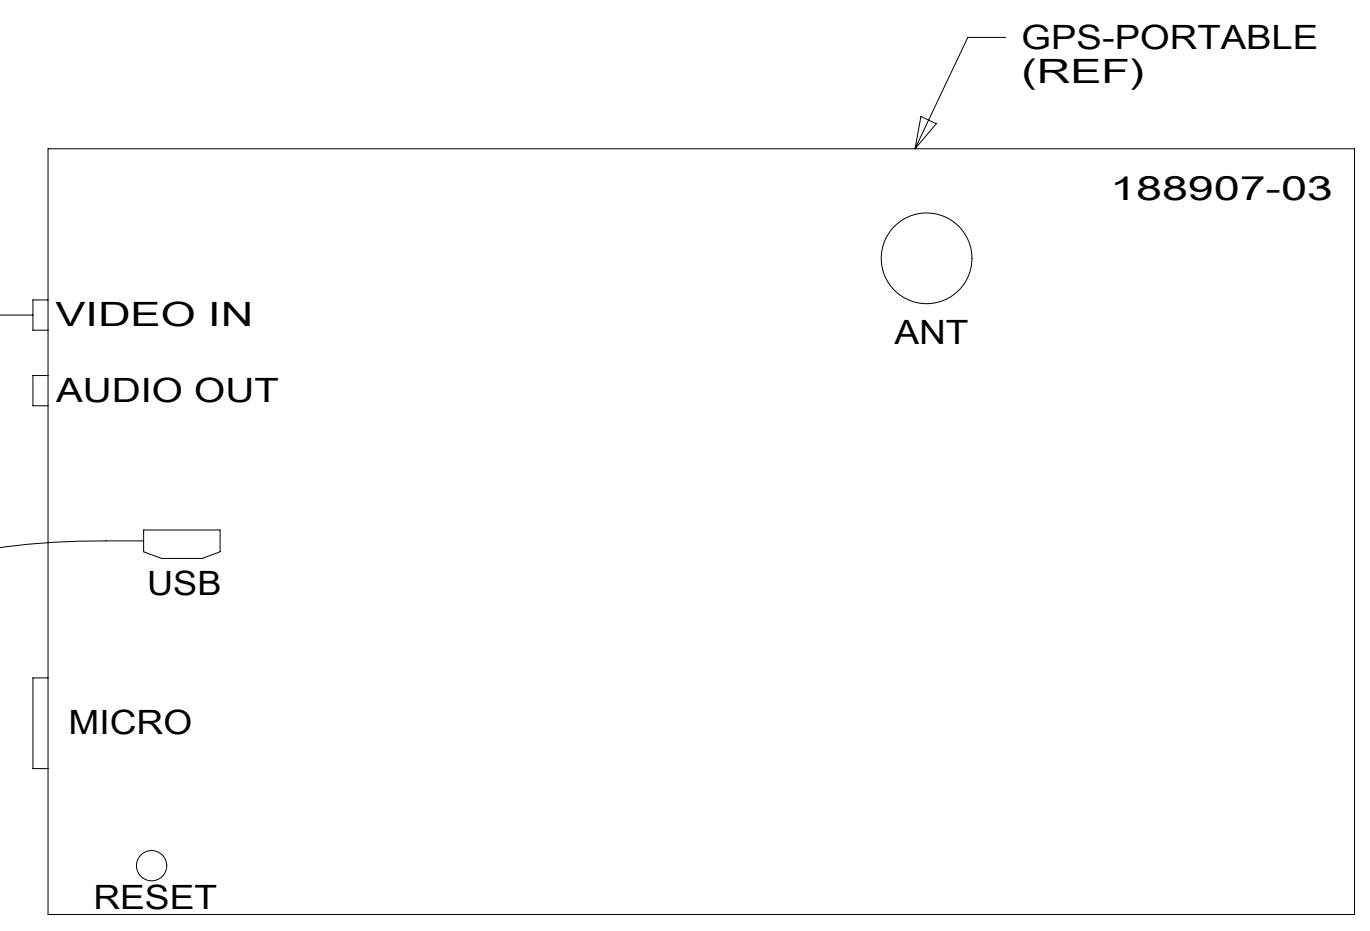 GPS-PORTABLE
(REF)
188907-03
VIDEO IN
ANT
AUDIO OUT
USB
MICRO
RESET